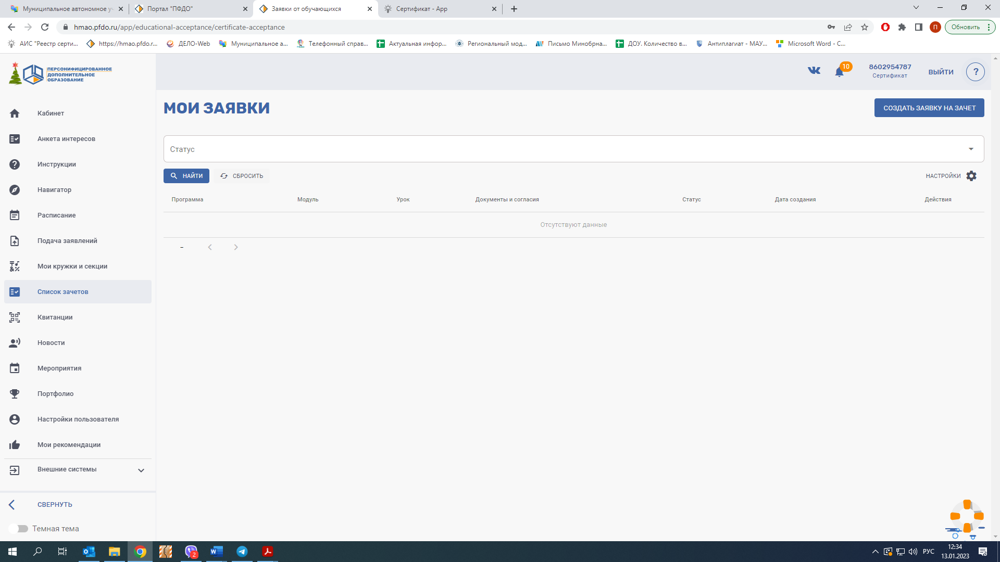 Муниципальное автономное уч
Портал "ПФДО"
Заявки от обучающихся
Сертификат - App
hmao.pfdo.ru/app/educational-acceptance/certificate-acceptance
П
Обновить
АИС "Реестр серти...
https://hmao.pfdo.r...
ДЕЛО-Web
Муниципальное а...
Телефонный справ...
Актуальная инфор...
Региональный мод...
Письмо Минобрна...
ДОУ. Количество в...
Антиплагиат - МАУ...
Microsoft Word - С...
ПЕРСОНИФИЦИРОВАННОЕ
ДОПОЛНИТЕЛЬНОЕ
ОБРАЗОВАНИЕ
10
8602954787
Сертификат
ВЫЙТИ
?
Кабинет
Анкета интересов
Инструкции
Навигатор
Расписание
Подача заявлений
Мои кружки и секции
Список зачетов
Квитанции
Новости
Мероприятия
Портфолио
Настройки пользователя
Мои рекомендации
Внешние системы
СВЕРНУТЬ
Темная тема
МОИ ЗАЯВКИ
СОЗДАТЬ ЗАЯВКУ НА ЗАЧЕТ
Статус
НАЙТИ
СБРОСИТЬ
НАСТРОЙКИ
Программа
Модуль
Урок
Документы и согласия
Статус
Дата создания
Действия
Отсутствуют данные
–
2
РУС
12:34
13.01.2023